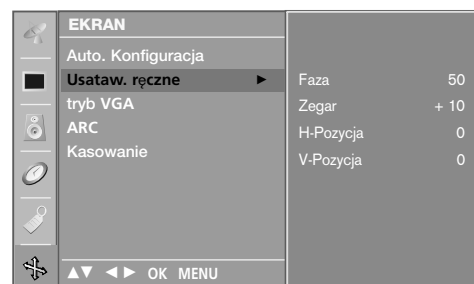 EKRAN
Auto. Konfiguracja
Usataw. ręczne ►
tryb VGA
ARC
Kasowanie
▲▼ ◄► OK MENU
Faza 50
Zegar + 10
H-Pozycja 0
V-Pozycja 0